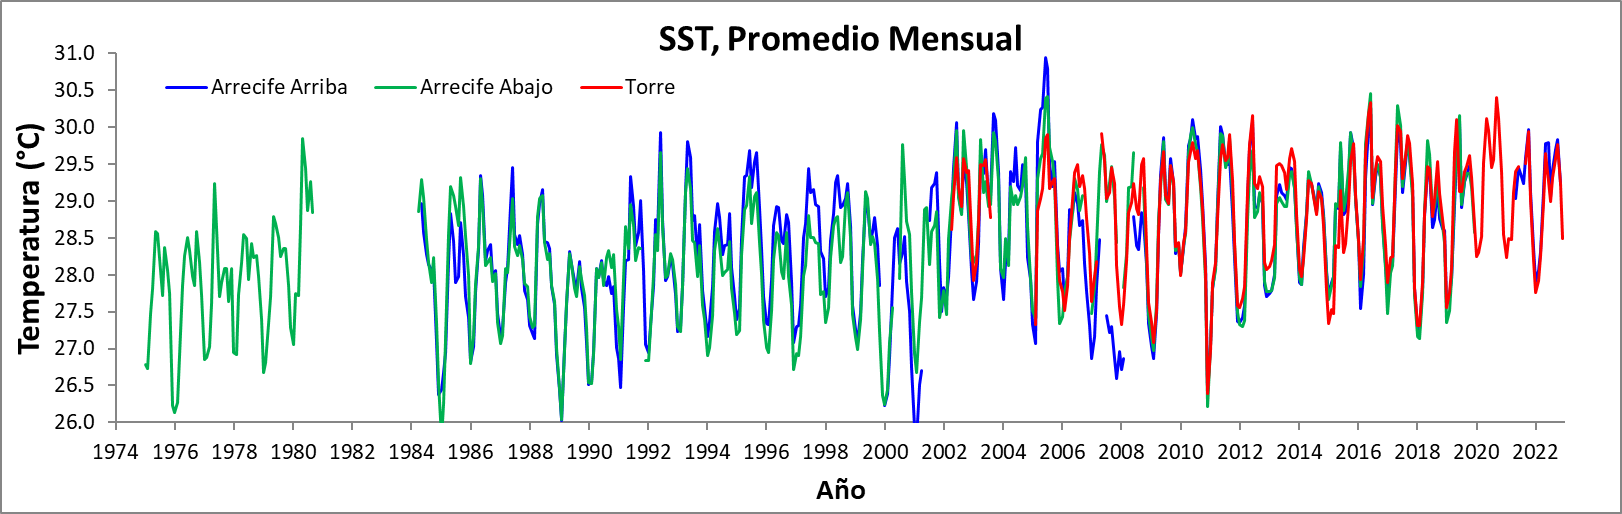 SST, Promedio Mensual
Arrecife Arriba Arrecife Abajo Torre
Temperatura (°C)
31.0
30.5
30.0
29.5
29.0
28.5
28.0
27.5
27.0
26.5
26.0
1974 1976 1978 1980 1982 1984 1986 1988 1990 1992 1994 1996 1998 2000 2002 2004 2006 2008 2010 2012 2014 2016 2018 2020 2022
Año